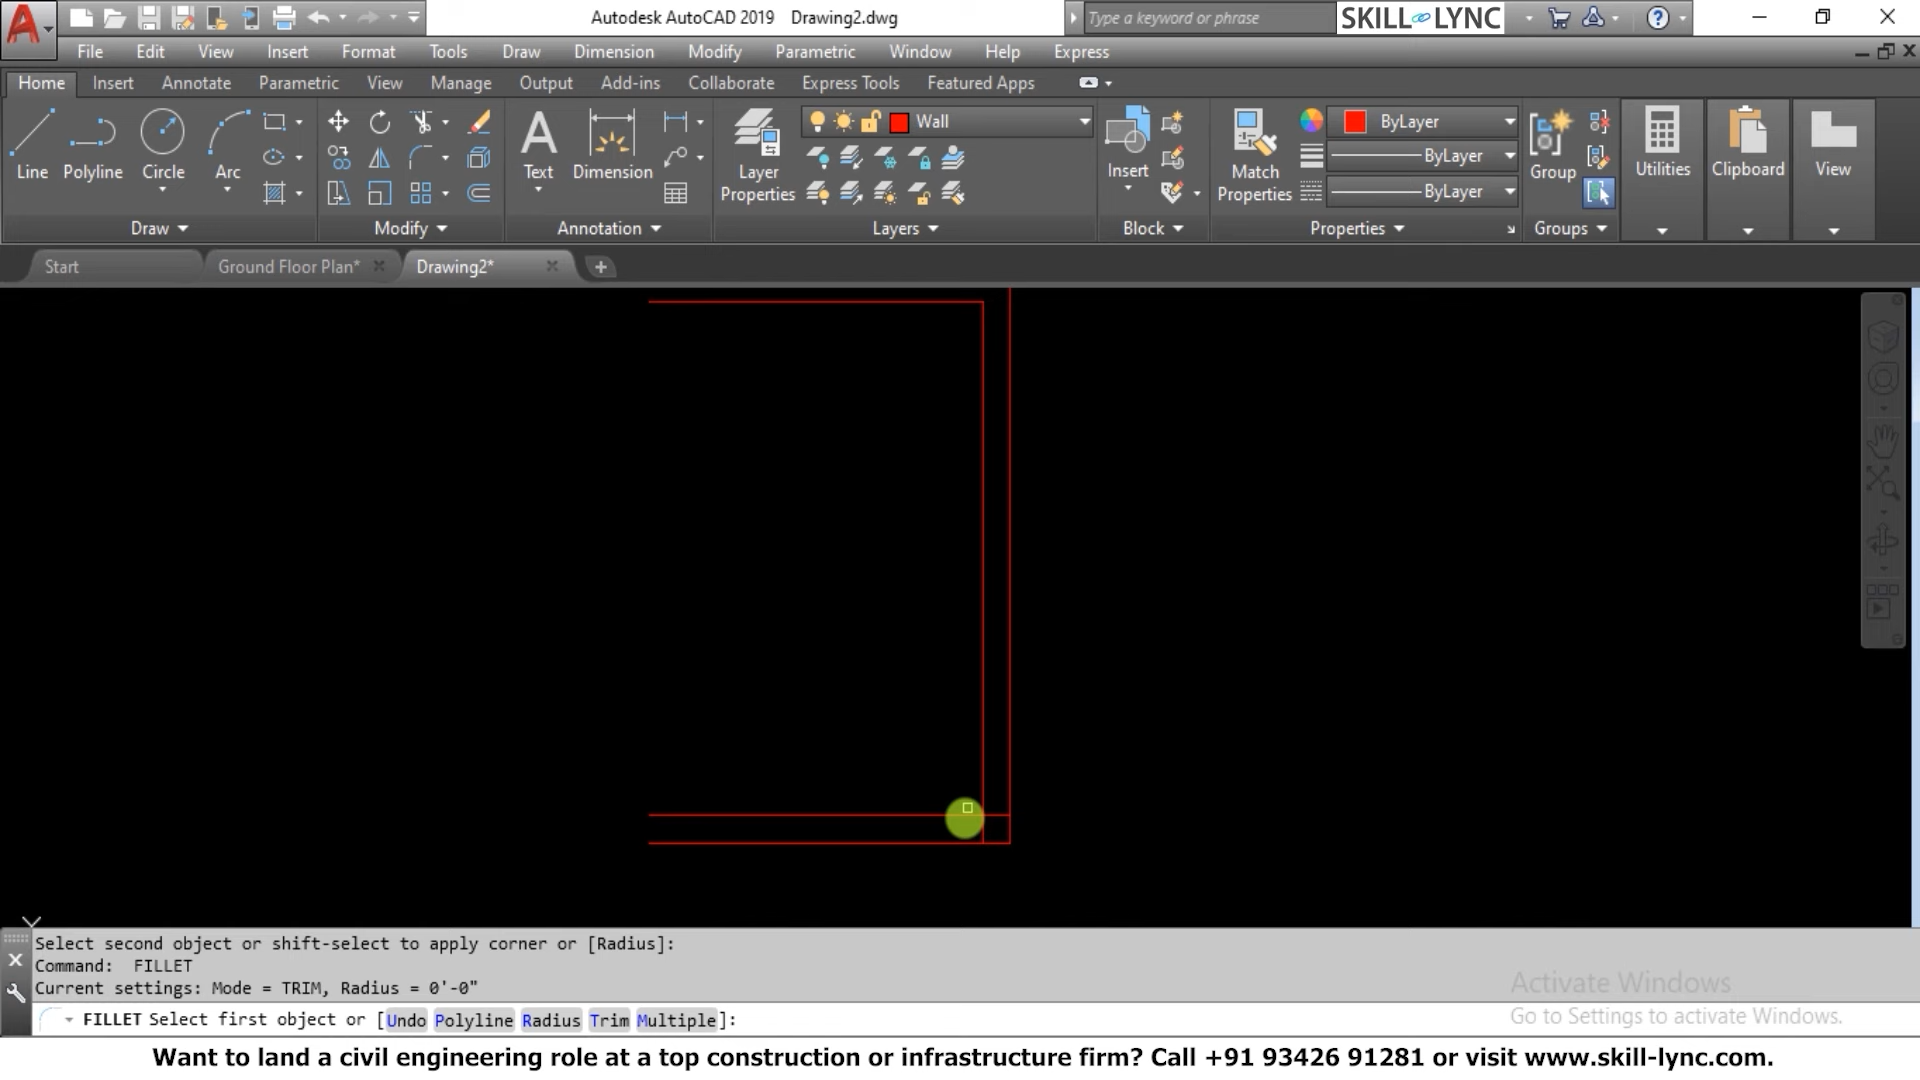 Autodesk AutoCAD 2019 Drawing2.dwg
Type a keyword or phrase
SKILL LYNC
File Edit View Insert Format Tools Draw Dimension Modify Parametric Window Help Express
Home Insert Annotate Parametric View Manage Output Add-ins Collaborate Express Tools Featured Apps
Wall
ByLayer
ByLayer
ByLayer
Line Polyline Circle Arc
Text Dimension
Layer Properties
Insert
Match Properties
Group
Utilities
Clipboard
View
Draw Modify Annotation Layers Block Properties Groups
Start Ground Floor Plan* Drawing2*
Select second object or shift-select to apply corner or [Radius]:
Command: FILLET
Current settings: Mode = TRIM, Radius = 0'-0"
FILLET Select first object or [Undo Polyline Radius Trim Multiple]:
Activate Windows
Go to Settings to activate Windows.
Want to land a civil engineering role at a top construction or infrastructure firm? Call +91 93426 91281 or visit www.skill-lync.com.